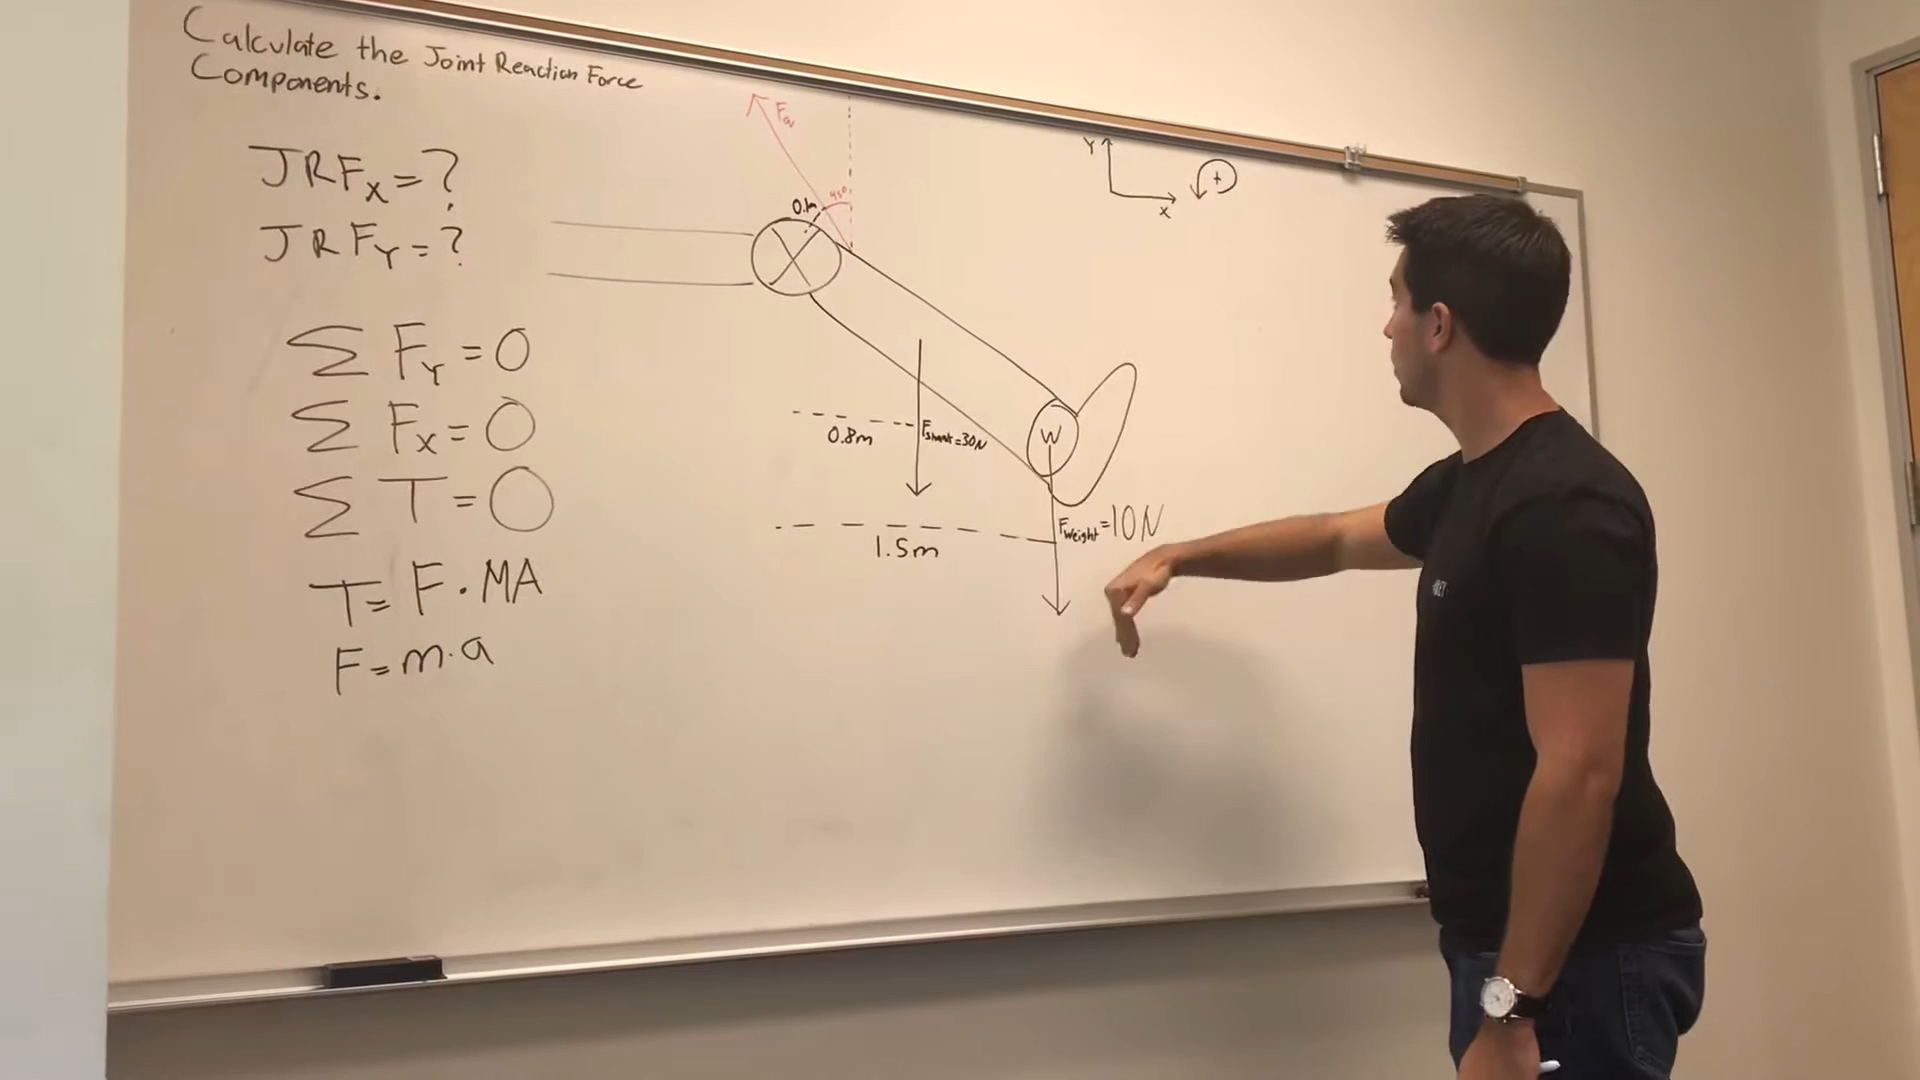 Calculate the Joint Reaction Force
Components.
JRFx = ?
JRFY = ?
Σ FY = 0
Σ Fx = 0
Σ T = 0
T = F · MA
F = m·a
FQ
45°
0.1m
0.8m
Fshank=30N
1.5m
W
Fweight=10N
Y
X
+